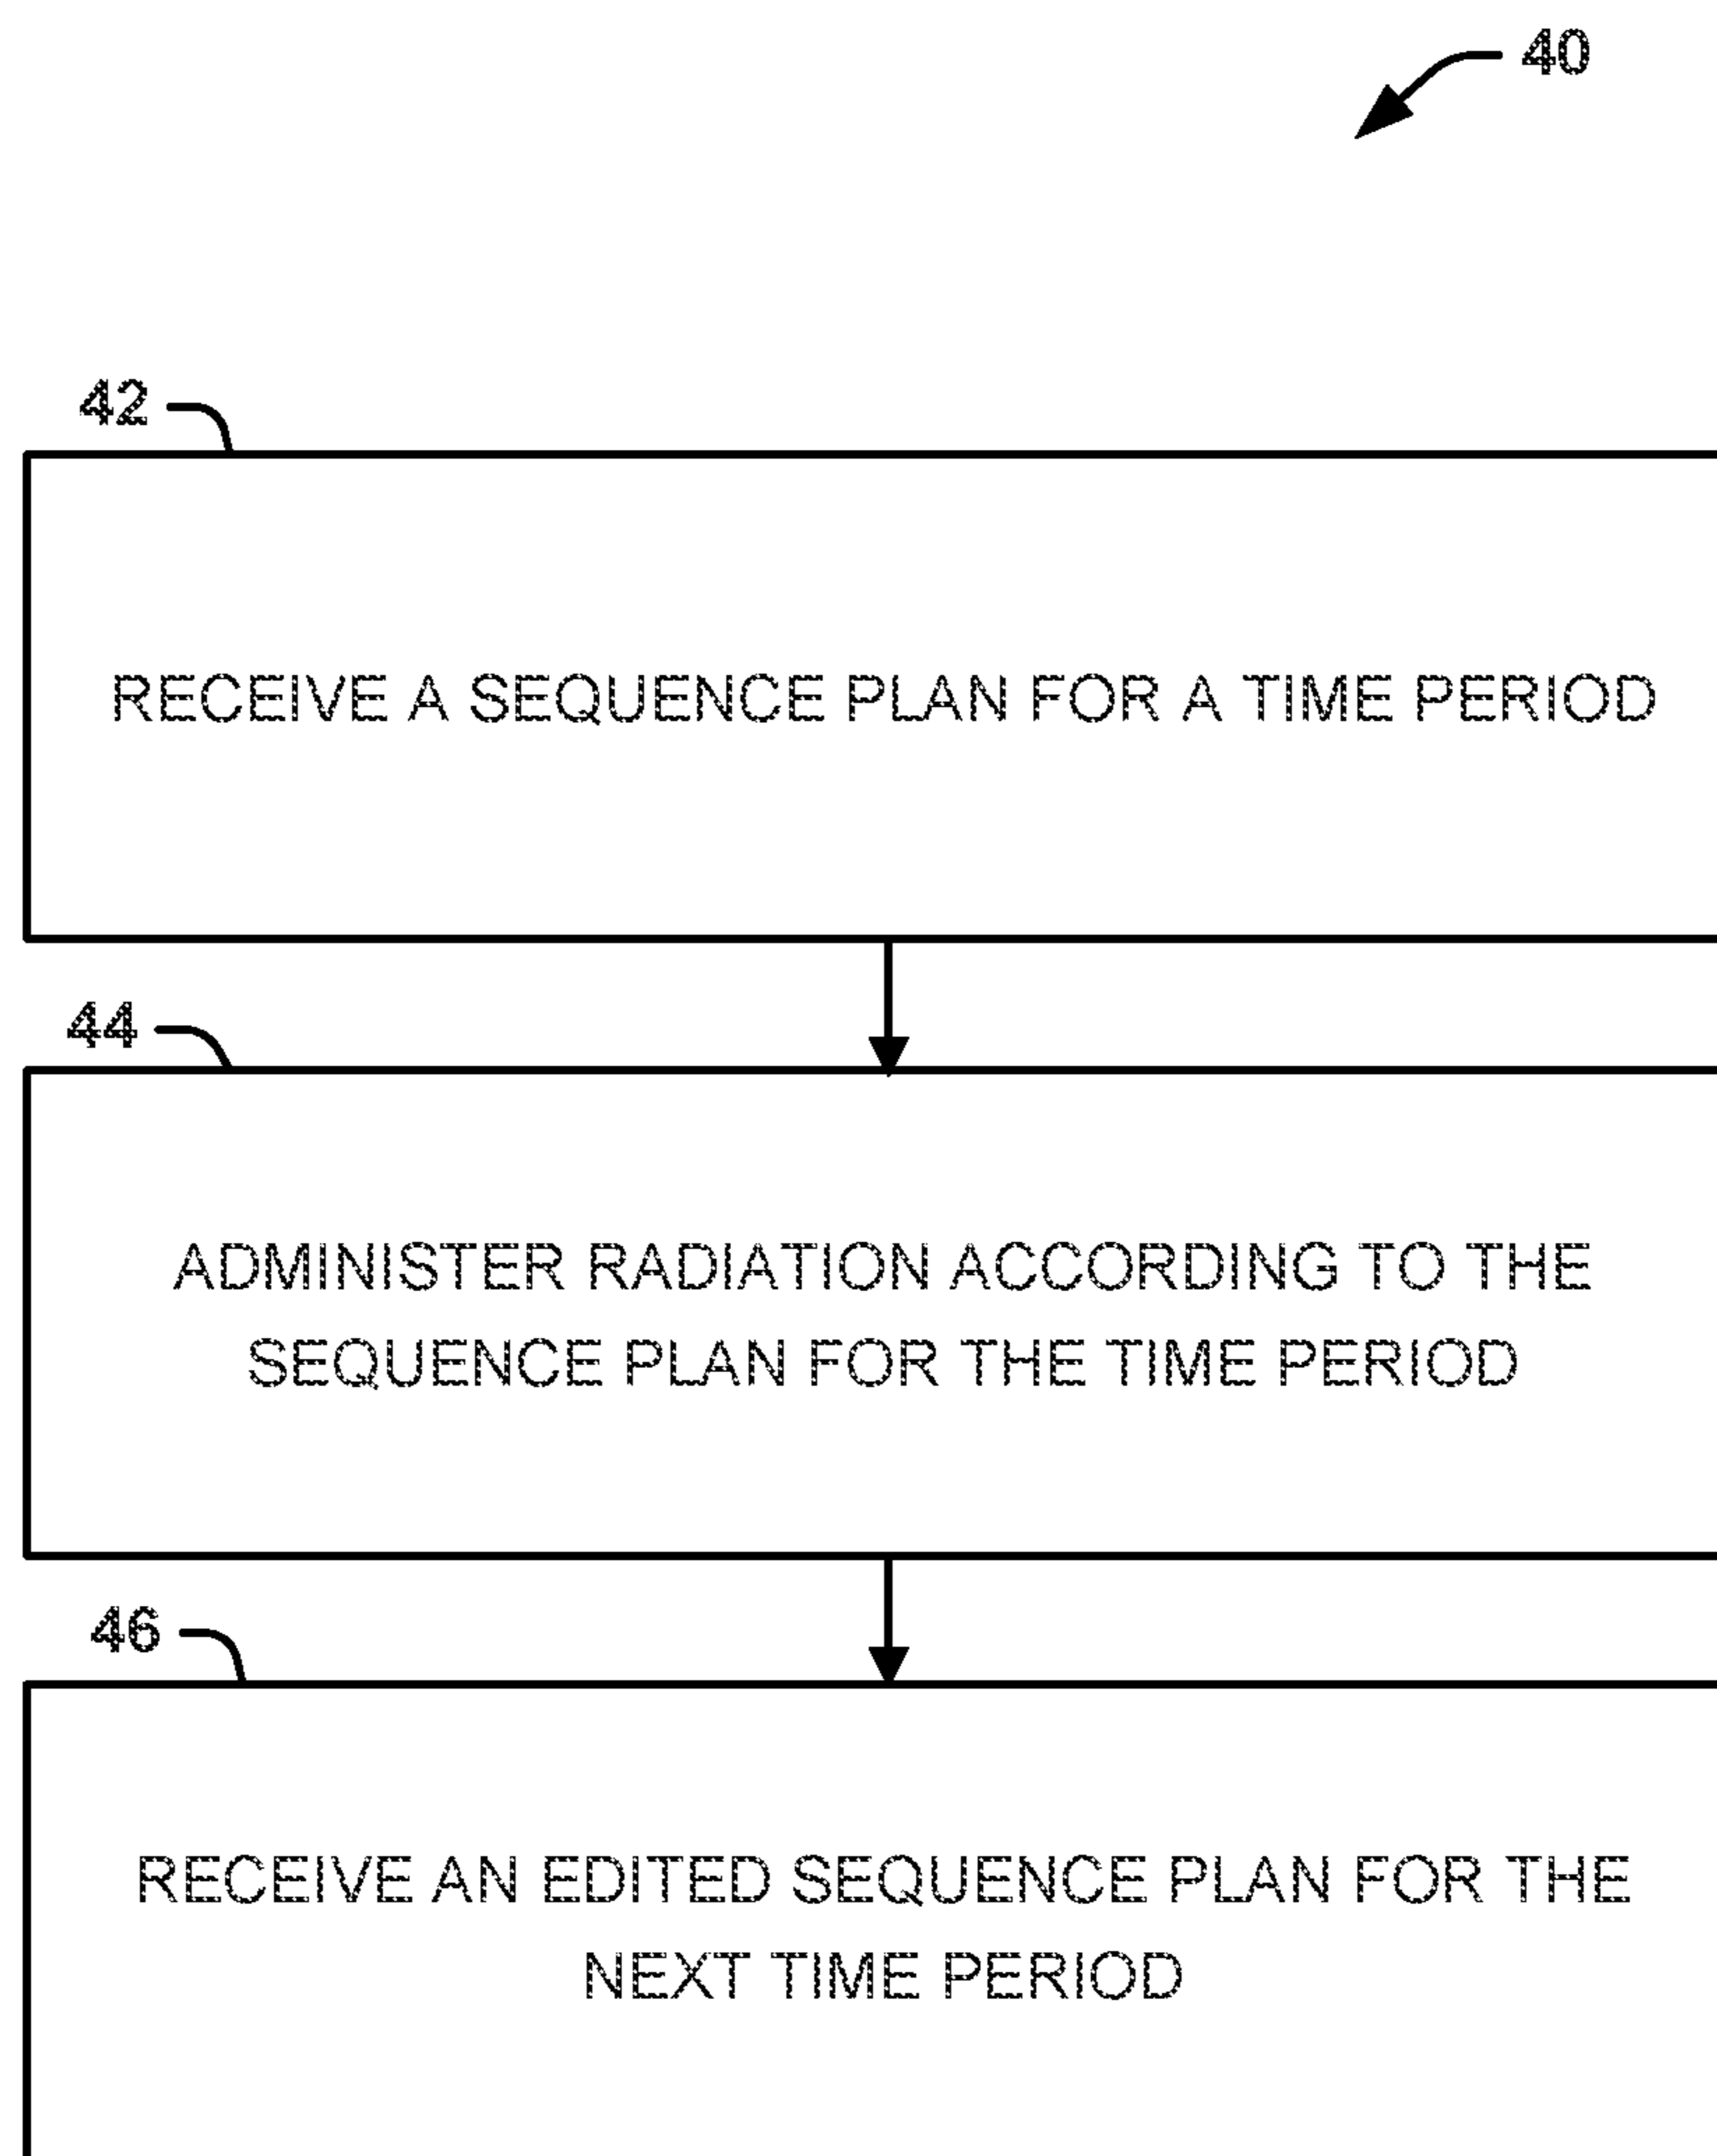 40
42
RECEIVE A SEQUENCE PLAN FOR A TIME PERIOD
44
ADMINISTER RADIATION ACCORDING TO THE
SEQUENCE PLAN FOR THE TIME PERIOD
46
RECEIVE AN EDITED SEQUENCE PLAN FOR THE
NEXT TIME PERIOD